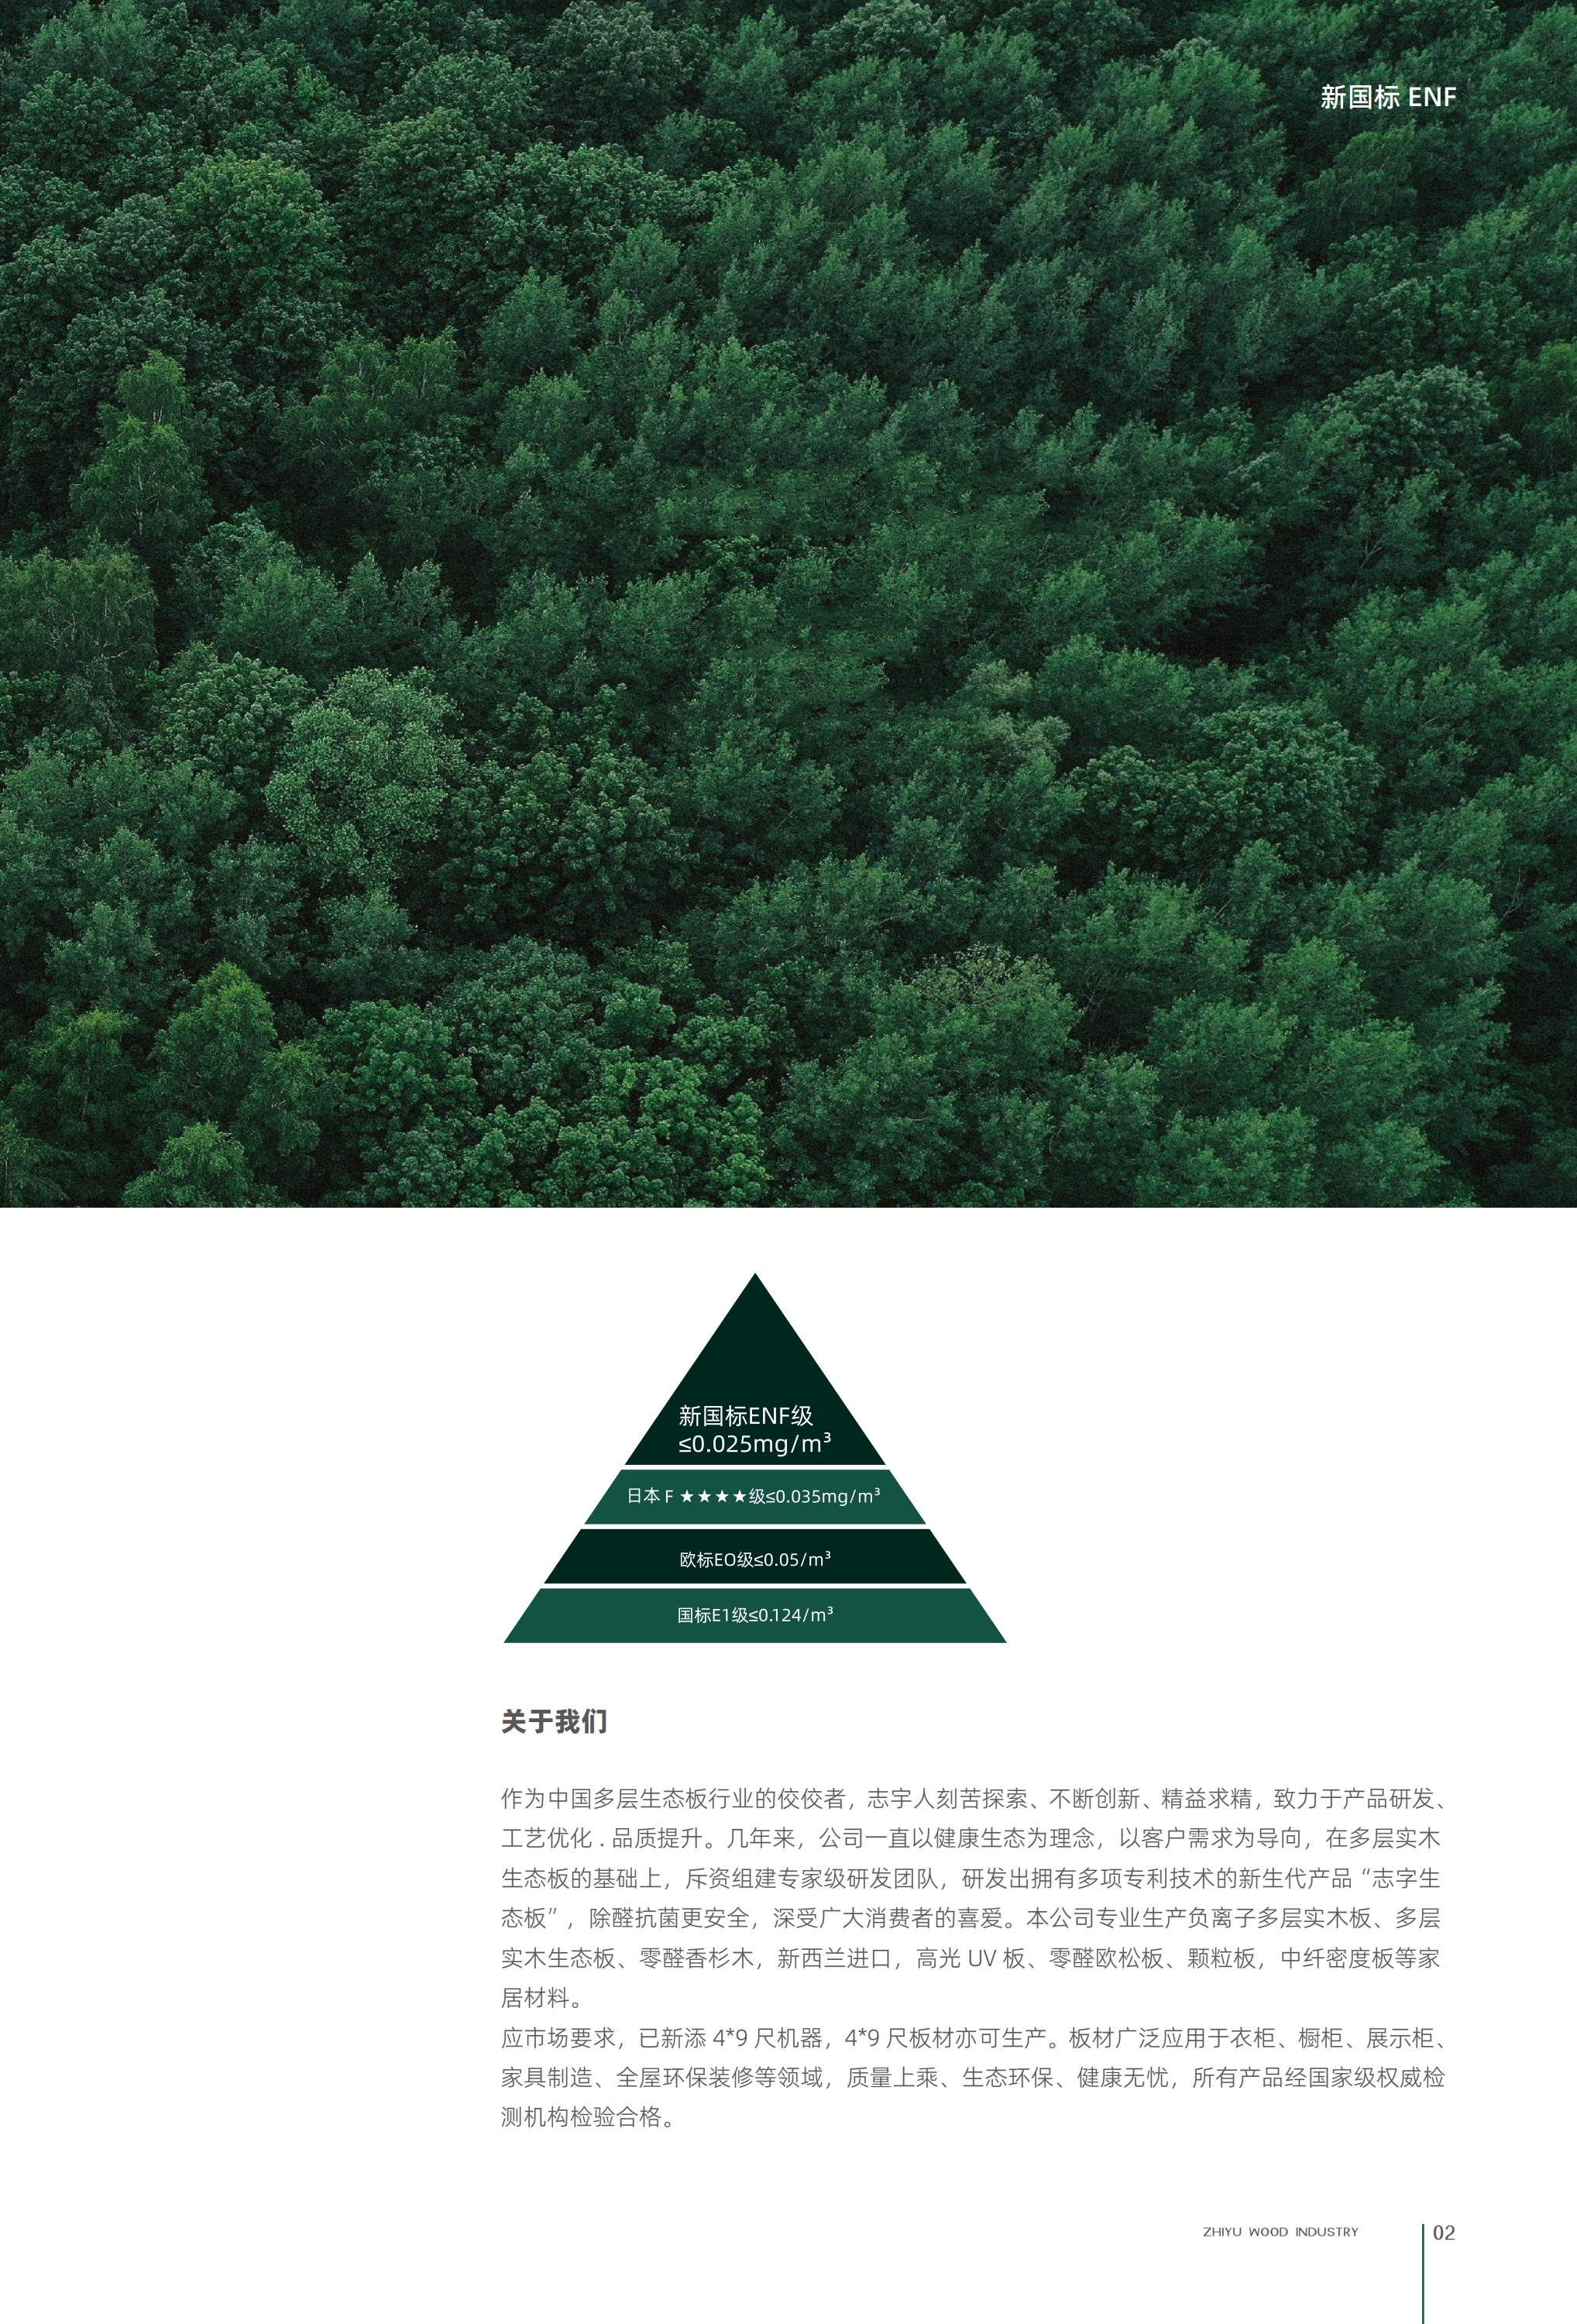 新国标 ENF
新国标ENF级
≤0.025mg/m³
日本 F ★★★★级≤0.035mg/m³
欧标EO级≤0.05/m³
国标E1级≤0.124/m³
关于我们
作为中国多层生态板行业的佼佼者，志宇人刻苦探索、不断创新、精益求精，致力于产品研发、
工艺优化 . 品质提升。几年来，公司一直以健康生态为理念，以客户需求为导向，在多层实木
生态板的基础上，斥资组建专家级研发团队，研发出拥有多项专利技术的新生代产品“志字生
态板”，除醛抗菌更安全，深受广大消费者的喜爱。本公司专业生产负离子多层实木板、多层
实木生态板、零醛香杉木，新西兰进口，高光 UV 板、零醛欧松板、颗粒板，中纤密度板等家
居材料。
应市场要求，已新添 4*9 尺机器，4*9 尺板材亦可生产。板材广泛应用于衣柜、橱柜、展示柜、
家具制造、全屋环保装修等领域，质量上乘、生态环保、健康无忧，所有产品经国家级权威检
测机构检验合格。
ZHIYU WOOD INDUSTRY
02